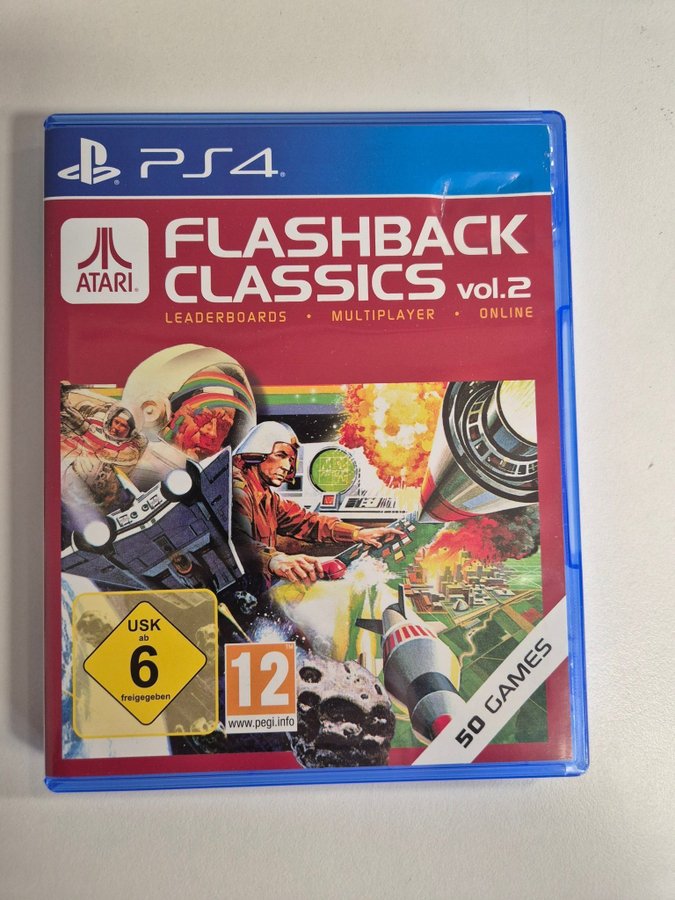 PS4
ATARI
FLASHBACK
CLASSICS vol.2
LEADERBOARDS • MULTIPLAYER • ONLINE
USK
ab
6
freigegeben
12
www.pegi.info
50 GAMES